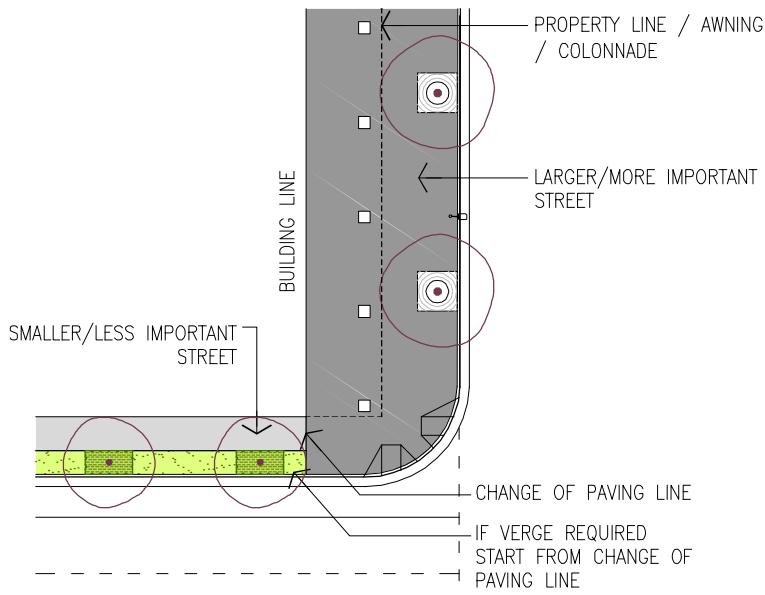 PROPERTY LINE / AWNING
/ COLONNADE
LARGER/MORE IMPORTANT
STREET
BUILDING LINE
SMALLER/LESS IMPORTANT
STREET
CHANGE OF PAVING LINE
IF VERGE REQUIRED
START FROM CHANGE OF
PAVING LINE